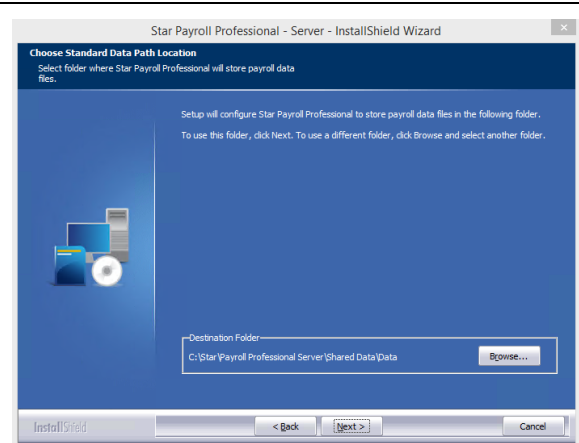 Star Payroll Professional - Server - InstallShield Wizard
×
Choose Standard Data Path Location
Select folder where Star Payroll Professional will store payroll data
files.
Setup will configure Star Payroll Professional to store payroll data files in the following folder.
To use this folder, click Next. To use a different folder, click Browse and select another folder.
Destination Folder
C:\Star\Payroll Professional Server\Shared Data\Data
Browse...
InstallShield
< Back
Next >
Cancel